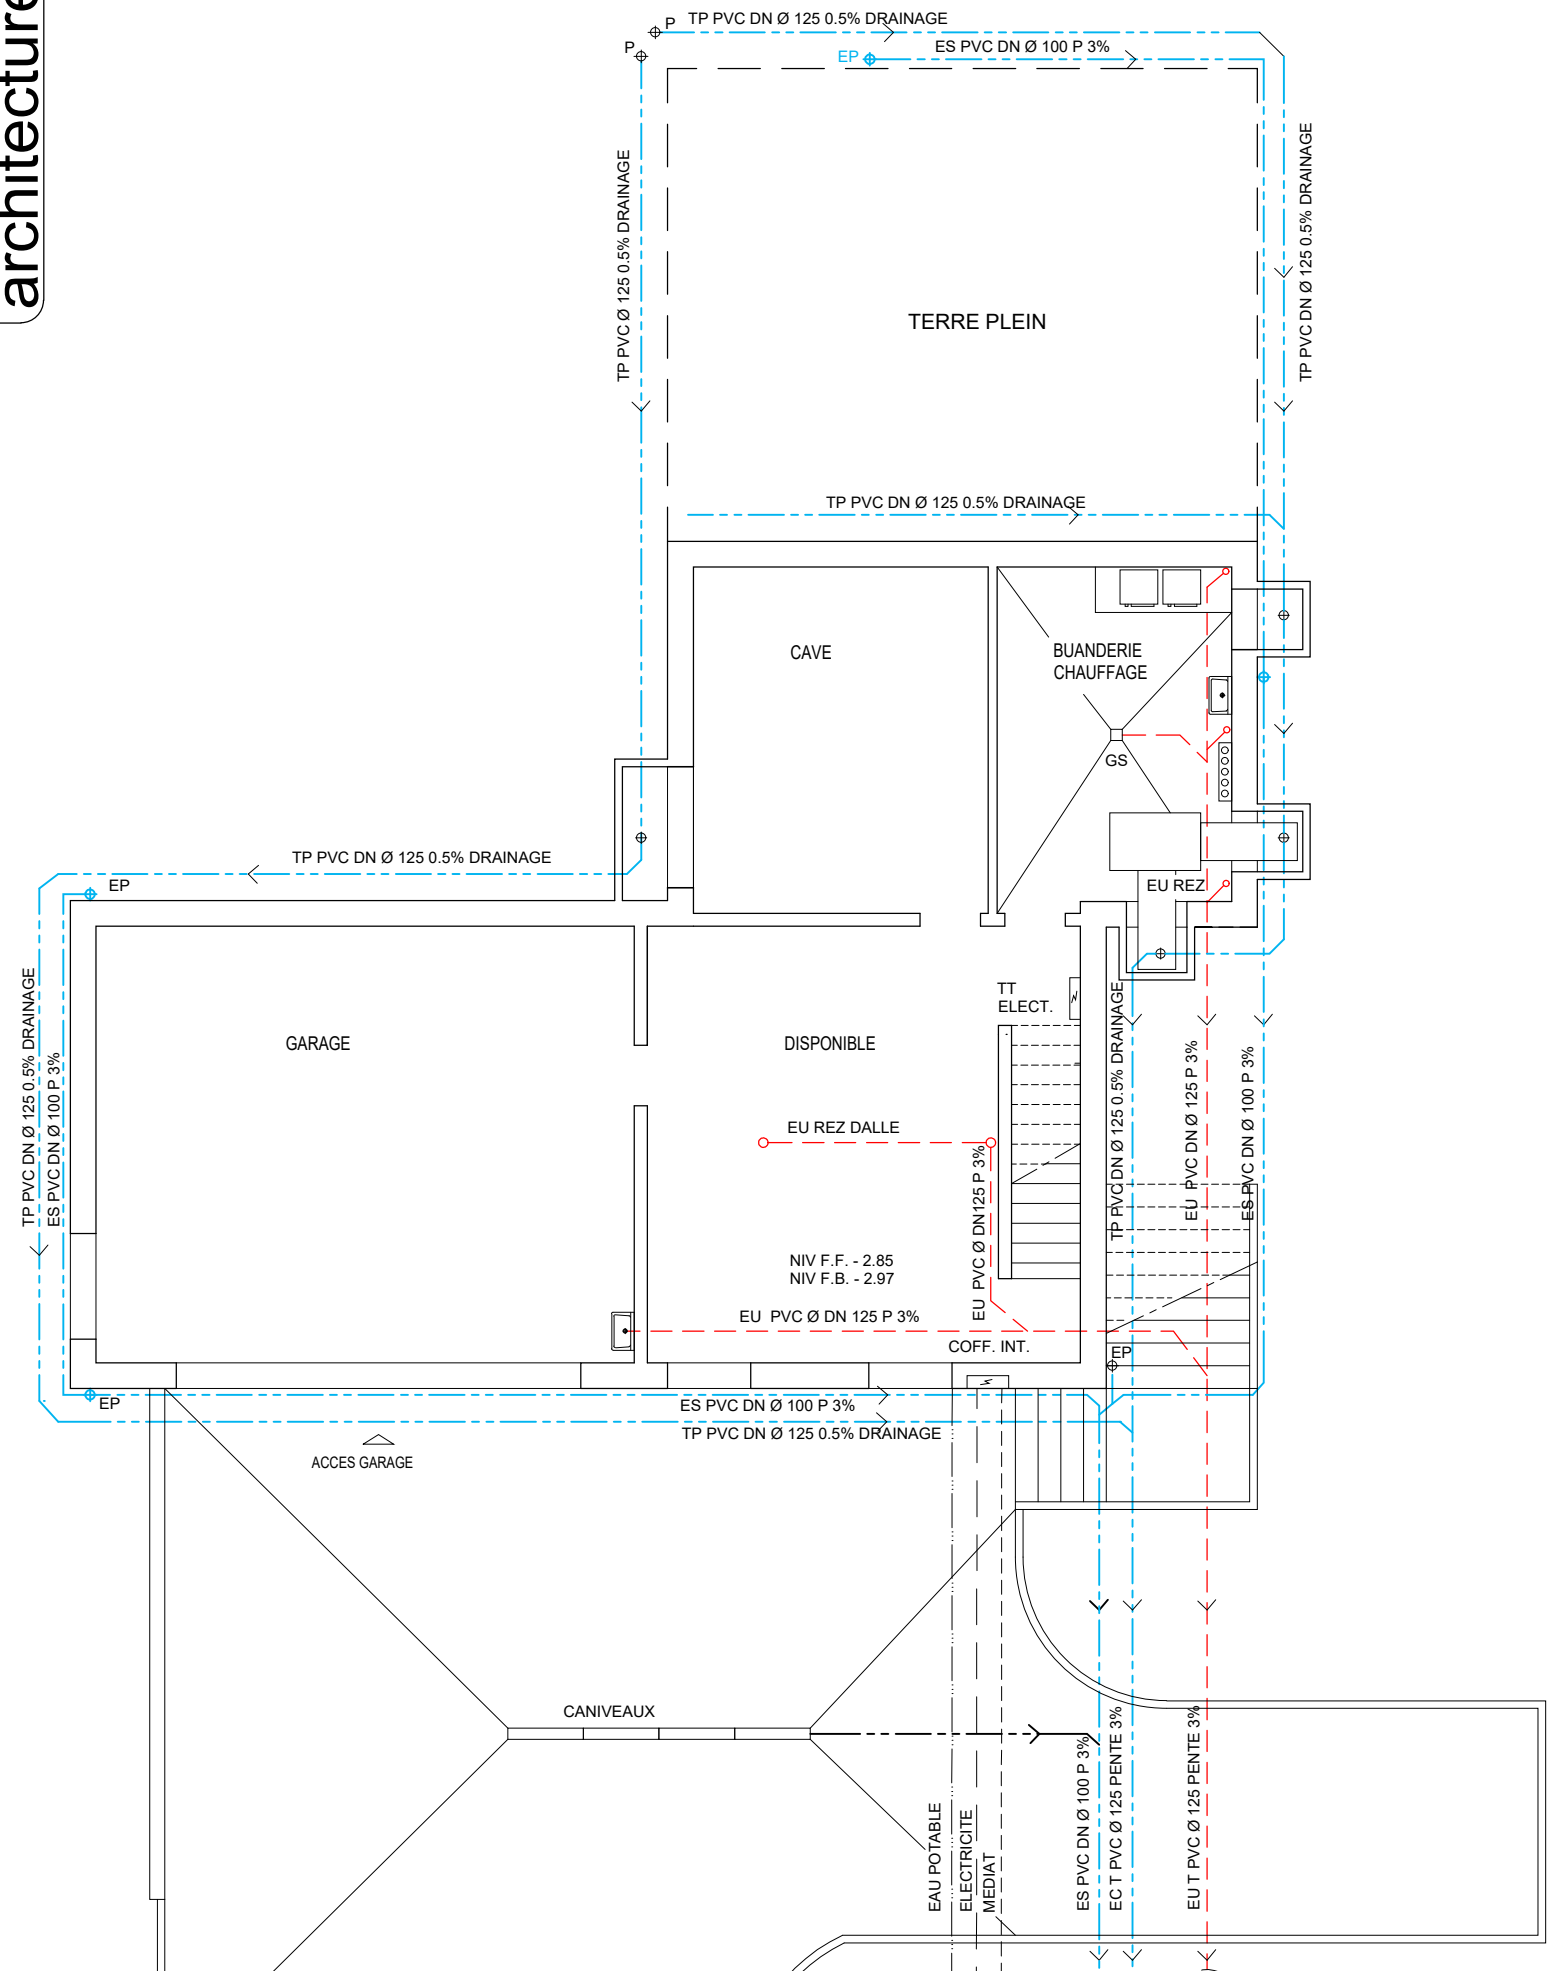 architecture
P TP PVC DN Ø 125 0.5% DRAINAGE
P
EP
ES PVC DN Ø 100 P 3%
TP PVC Ø 125 0.5% DRAINAGE
TP PVC DN Ø 125 0.5% DRAINAGE
TERRE PLEIN
TP PVC DN Ø 125 0.5% DRAINAGE
CAVE
BUANDERIE
CHAUFFAGE
GS
TP PVC DN Ø 125 0.5% DRAINAGE
EP
EU REZ
TT
ELECT.
GARAGE
DISPONIBLE
TP PVC DN Ø 125 0.5% DRAINAGE
ES PVC DN Ø 100 P 3%
EU REZ DALLE
EU PVC Ø DN125 P 3%
TP PVC DN Ø 125 0.5% DRAINAGE
EU PVC DN Ø 125 P 3%
ES PVC DN Ø 100 P 3%
NIV F.F. - 2.85
NIV F.B. - 2.97
EU PVC Ø DN 125 P 3%
COFF. INT.
EP
EP
ES PVC DN Ø 100 P 3%
TP PVC DN Ø 125 0.5% DRAINAGE
ACCES GARAGE
CANIVEAUX
EAU POTABLE
ELECTRICITE
MEDIAT
ES PVC DN Ø 100 P 3%
EC T PVC Ø 125 PENTE 3%
EU T PVC Ø 125 PENTE 3%